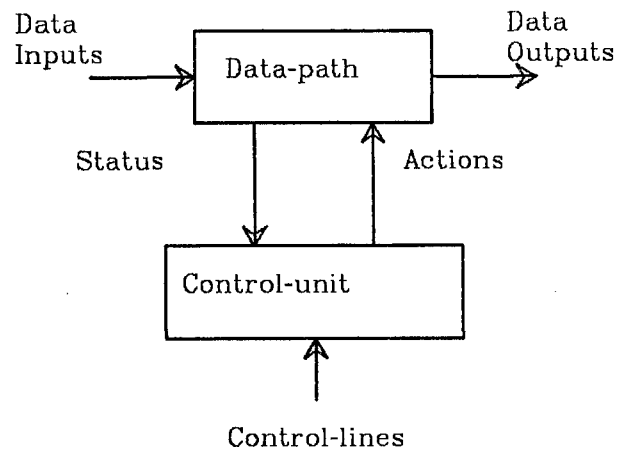 Data
Inputs
Data-path
Data
Outputs
Status
Actions
Control-unit
Control-lines